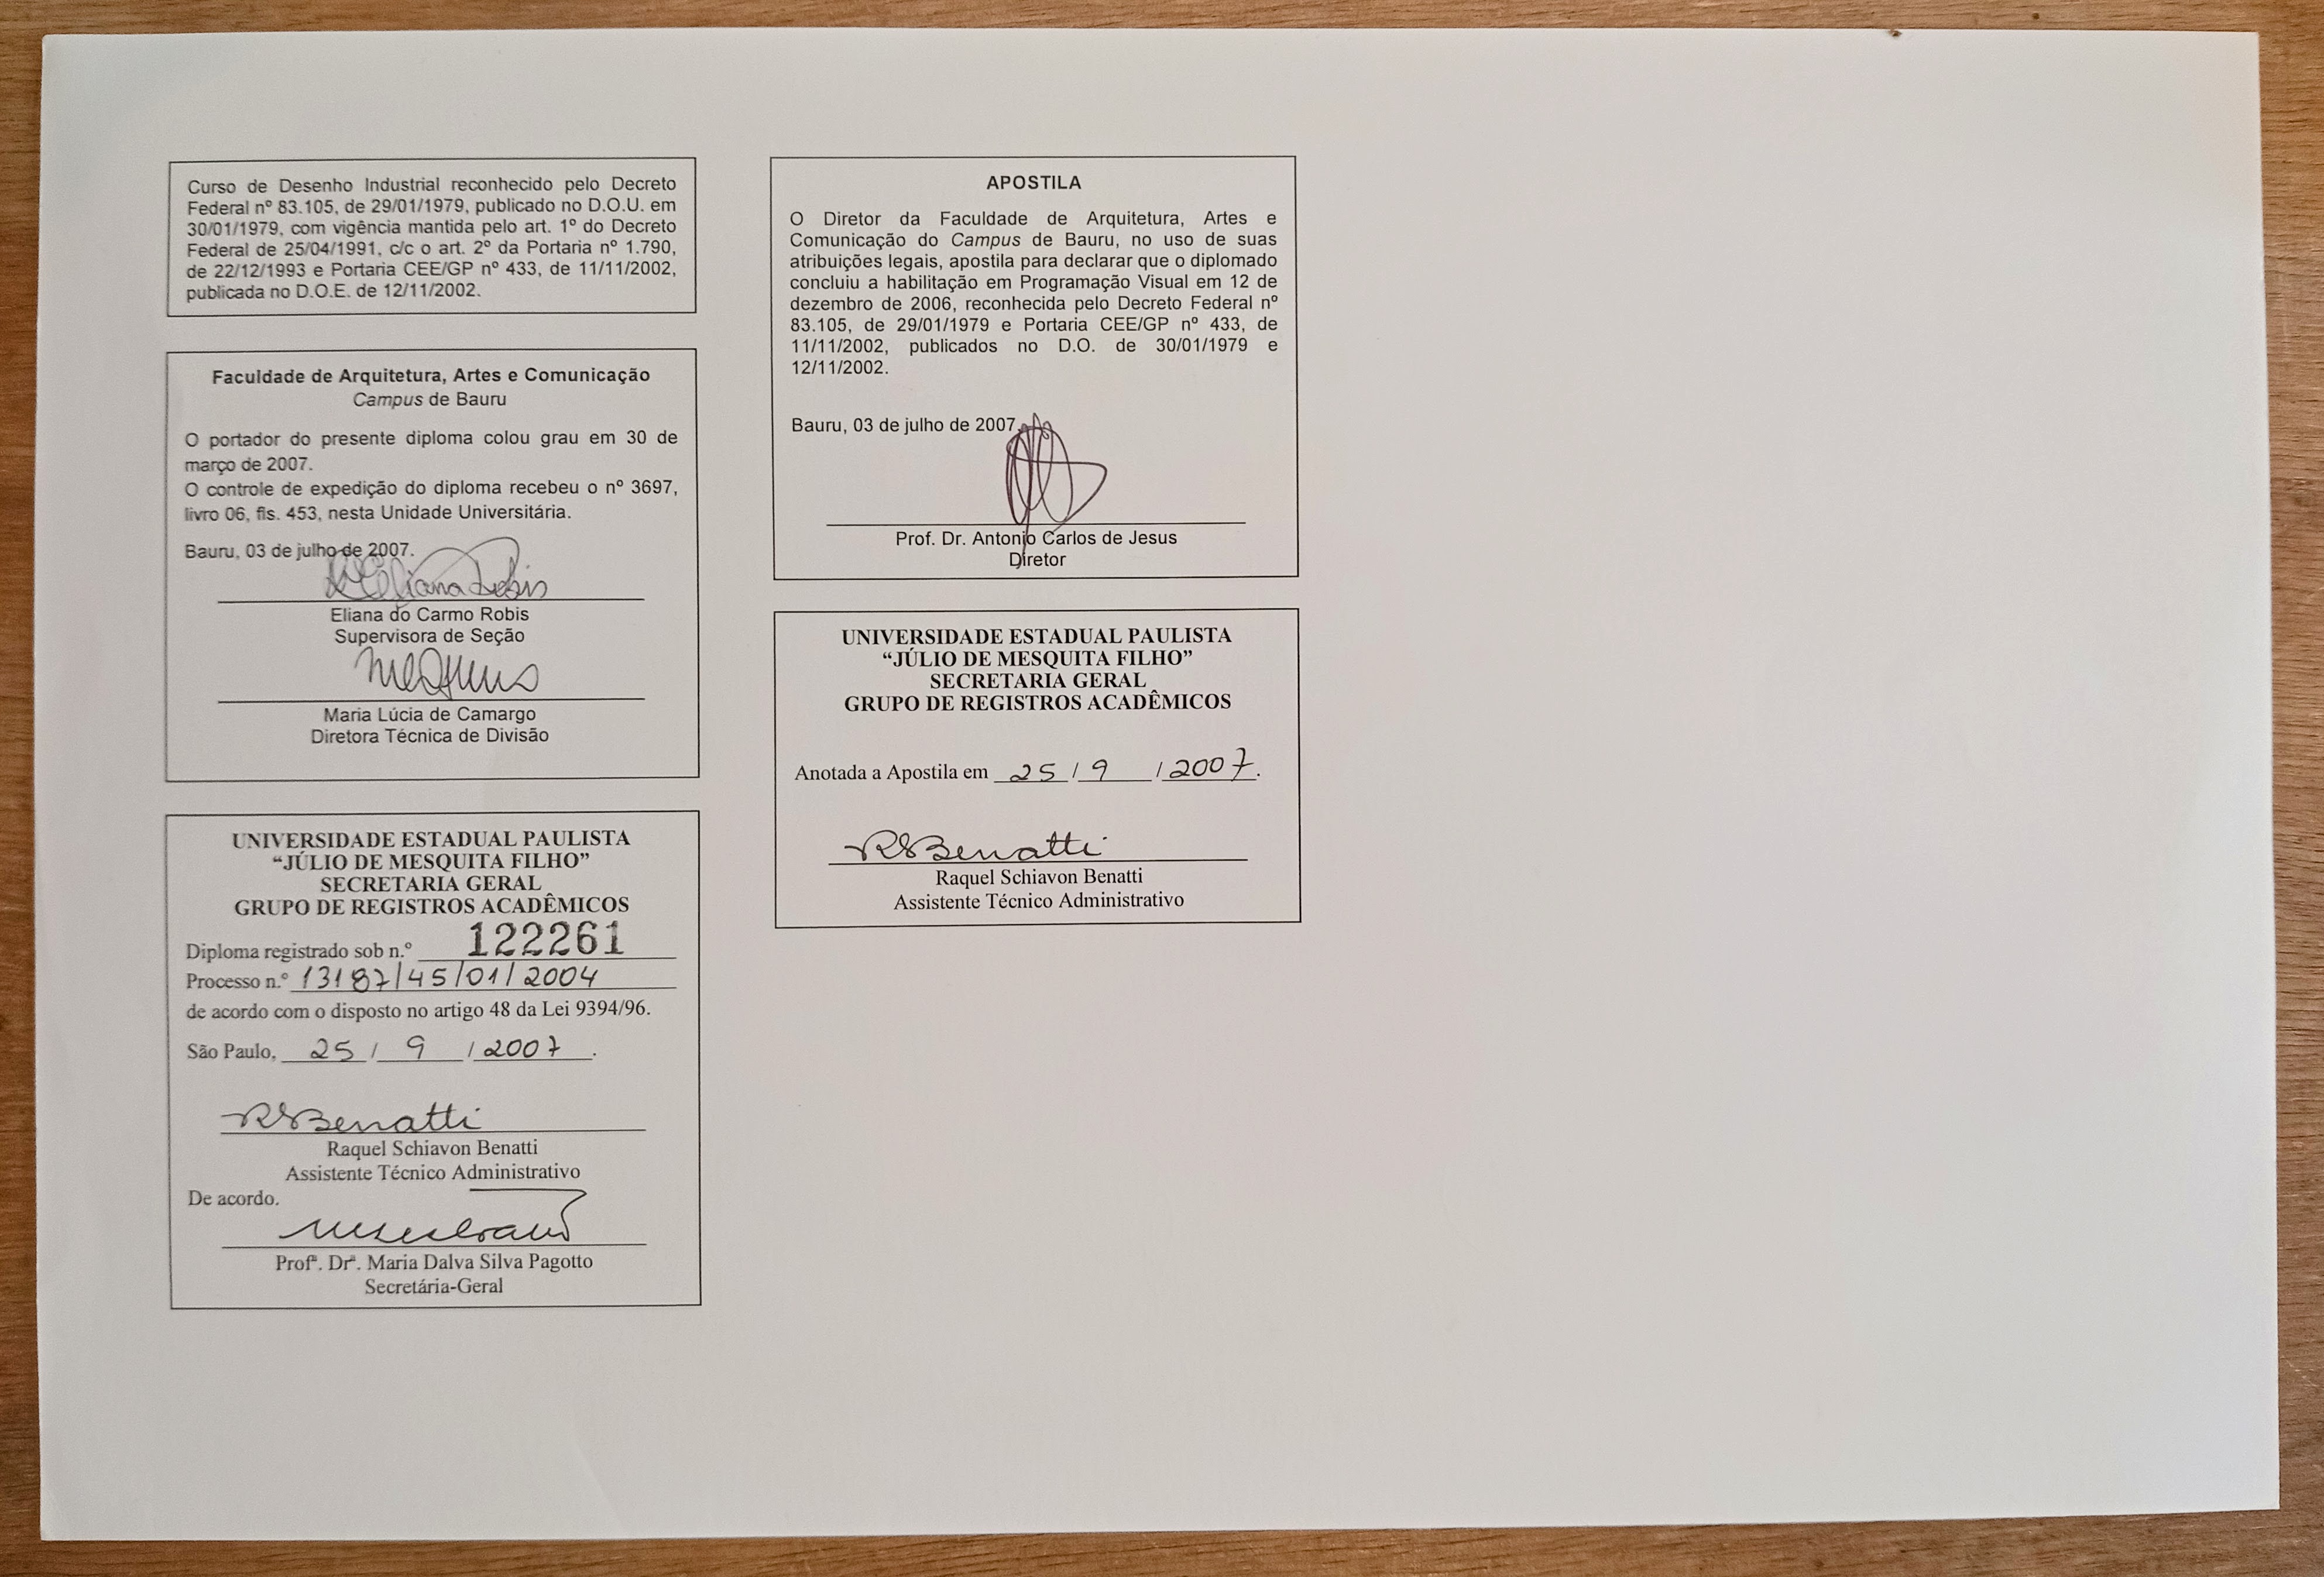 Curso de Desenho Industrial reconhecido pelo Decreto
Federal nº 83.105, de 29/01/1979, publicado no D.O.U. em
30/01/1979, com vigência mantida pelo art. 1º do Decreto
Federal de 25/04/1991, c/c o art. 2º da Portaria nº 1.790,
de 22/12/1993 e Portaria CEE/GP nº 433, de 11/11/2002,
publicada no D.O.E. de 12/11/2002.
Faculdade de Arquitetura, Artes e Comunicação
Campus de Bauru
O portador do presente diploma colou grau em 30 de
março de 2007.
O controle de expedição do diploma recebeu o nº 3697,
livro 06, fls. 453, nesta Unidade Universitária.
Bauru, 03 de julho de 2007.
Eliana do Carmo Robis
Supervisora de Seção
Maria Lúcia de Camargo
Diretora Técnica de Divisão
UNIVERSIDADE ESTADUAL PAULISTA
“JÚLIO DE MESQUITA FILHO”
SECRETARIA GERAL
GRUPO DE REGISTROS ACADÊMICOS
Diploma registrado sob n.º 122261
Processo n.º 13187/45/01/2004
de acordo com o disposto no artigo 48 da Lei 9394/96.
São Paulo, 25 / 9 / 2007.
RSBenatti
Raquel Schiavon Benatti
Assistente Técnico Administrativo
De acordo.
Profª. Drª. Maria Dalva Silva Pagotto
Secretária-Geral
APOSTILA
O Diretor da Faculdade de Arquitetura, Artes e
Comunicação do Campus de Bauru, no uso de suas
atribuições legais, apostila para declarar que o diplomado
concluiu a habilitação em Programação Visual em 12 de
dezembro de 2006, reconhecida pelo Decreto Federal nº
83.105, de 29/01/1979 e Portaria CEE/GP nº 433, de
11/11/2002, publicados no D.O. de 30/01/1979 e
12/11/2002.
Bauru, 03 de julho de 2007.
Prof. Dr. Antonio Carlos de Jesus
Diretor
UNIVERSIDADE ESTADUAL PAULISTA
“JÚLIO DE MESQUITA FILHO”
SECRETARIA GERAL
GRUPO DE REGISTROS ACADÊMICOS
Anotada a Apostila em 25 / 9 / 2007.
RSBenatti
Raquel Schiavon Benatti
Assistente Técnico Administrativo